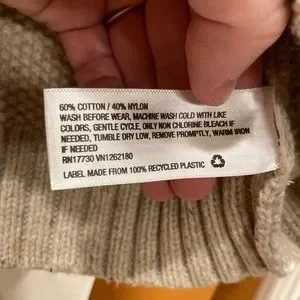 60% COTTON / 40% NYLON
WASH BEFORE WEAR, MACHINE WASH COLD WITH LIKE
COLORS, GENTLE CYCLE, ONLY NON CHLORINE BLEACH IF
NEEDED, TUMBLE DRY LOW, REMOVE PROMPTLY, WARM IRON
IF NEEDED
RN17730 VN1262180
LABEL MADE FROM 100% RECYCLED PLASTIC